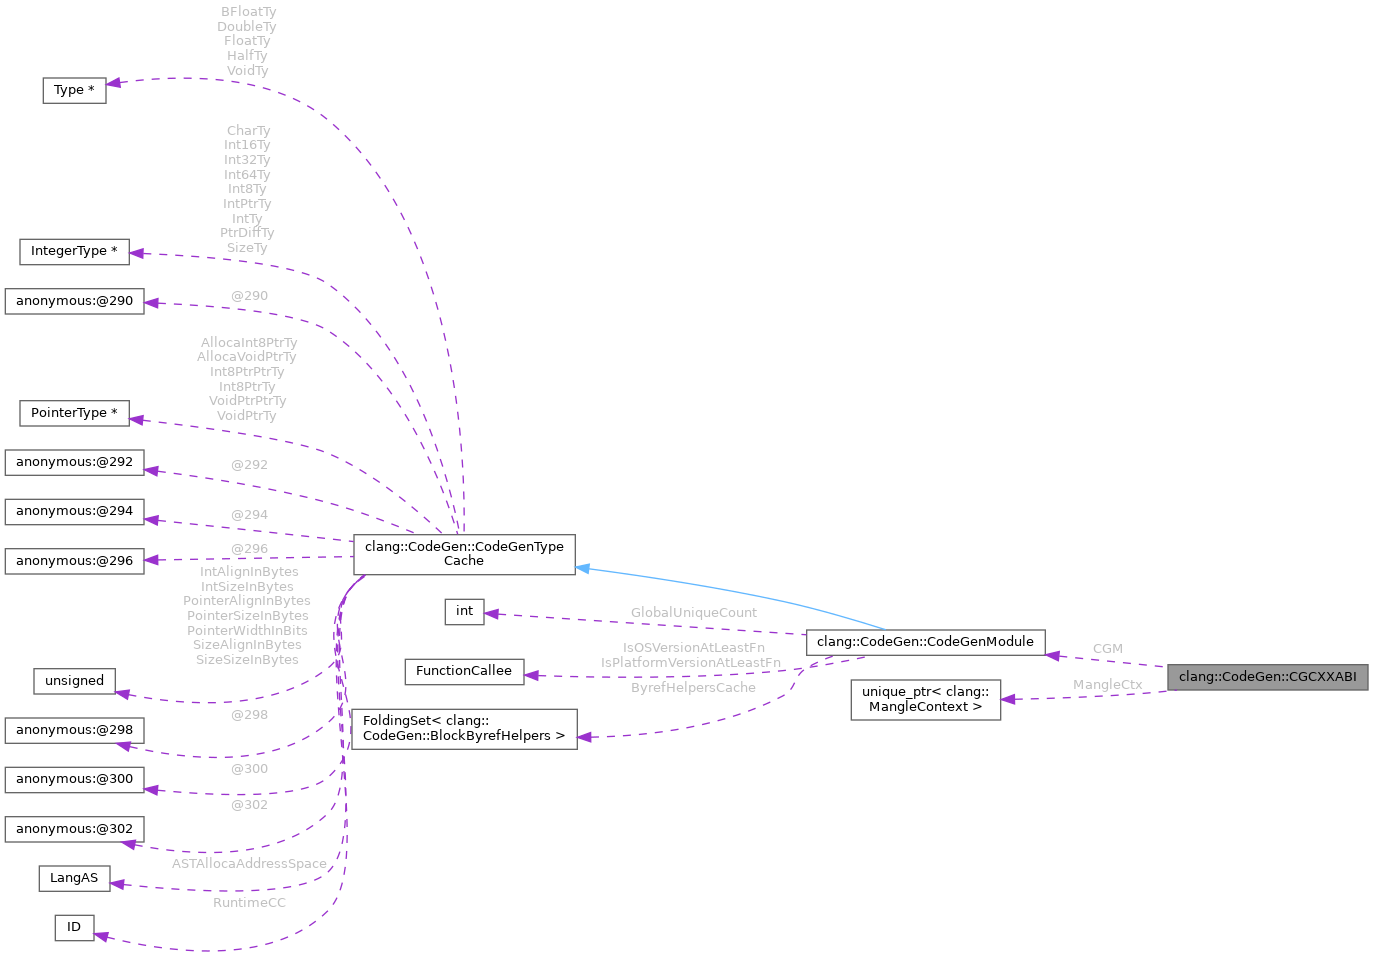 BFloatTy
DoubleTy
FloatTy
HalfTy
VoidTy
Type *
CharTy
Int16Ty
Int32Ty
Int64Ty
Int8Ty
IntPtrTy
IntTy
PtrDiffTy
SizeTy
IntegerType *
@290
anonymous:@290
AllocaInt8PtrTy
AllocaVoidPtrTy
Int8PtrPtrTy
Int8PtrTy
VoidPtrPtrTy
VoidPtrTy
PointerType *
@292
anonymous:@292
@294
anonymous:@294
@296
anonymous:@296
clang::CodeGen::CodeGenType
Cache
IntAlignInBytes
IntSizeInBytes
PointerAlignInBytes
PointerSizeInBytes
PointerWidthInBits
SizeAlignInBytes
SizeSizeInBytes
unsigned
int
GlobalUniqueCount
FunctionCallee
IsOSVersionAtLeastFn
IsPlatformVersionAtLeastFn
ByrefHelpersCache
clang::CodeGen::CodeGenModule
CGM
clang::CodeGen::CGCXXABI
MangleCtx
unique_ptr< clang::
MangleContext >
FoldingSet< clang::
CodeGen::BlockByrefHelpers >
@298
anonymous:@298
@300
anonymous:@300
@302
anonymous:@302
ASTAllocaAddressSpace
LangAS
RuntimeCC
ID